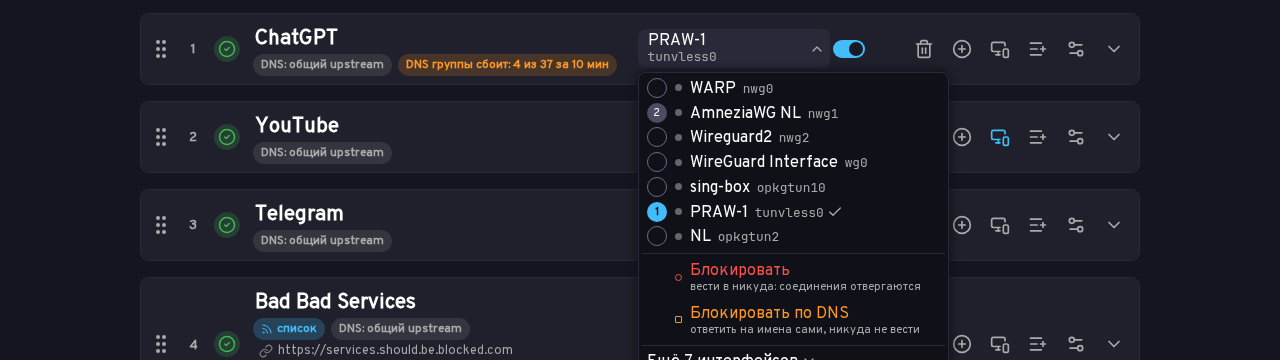 1
ChatGPT
DNS: общий upstream
DNS группы сбоит: 4 из 37 за 10 мин
PRAW-1
tunvless0
WARP nwg0
2 AmneziaWG NL nwg1
Wireguard2 nwg2
WireGuard Interface wg0
sing-box opkgtun10
1 PRAW-1 tunvless0
NL opkgtun2
Блокировать
вести в никуда: соединения отвергаются
Блокировать по DNS
ответить на имена сами, никуда не вести
Ещё 7 интерфейсов
2
YouTube
DNS: общий upstream
3
Telegram
DNS: общий upstream
4
Bad Bad Services
список
DNS: общий upstream
https://services.should.be.blocked.com